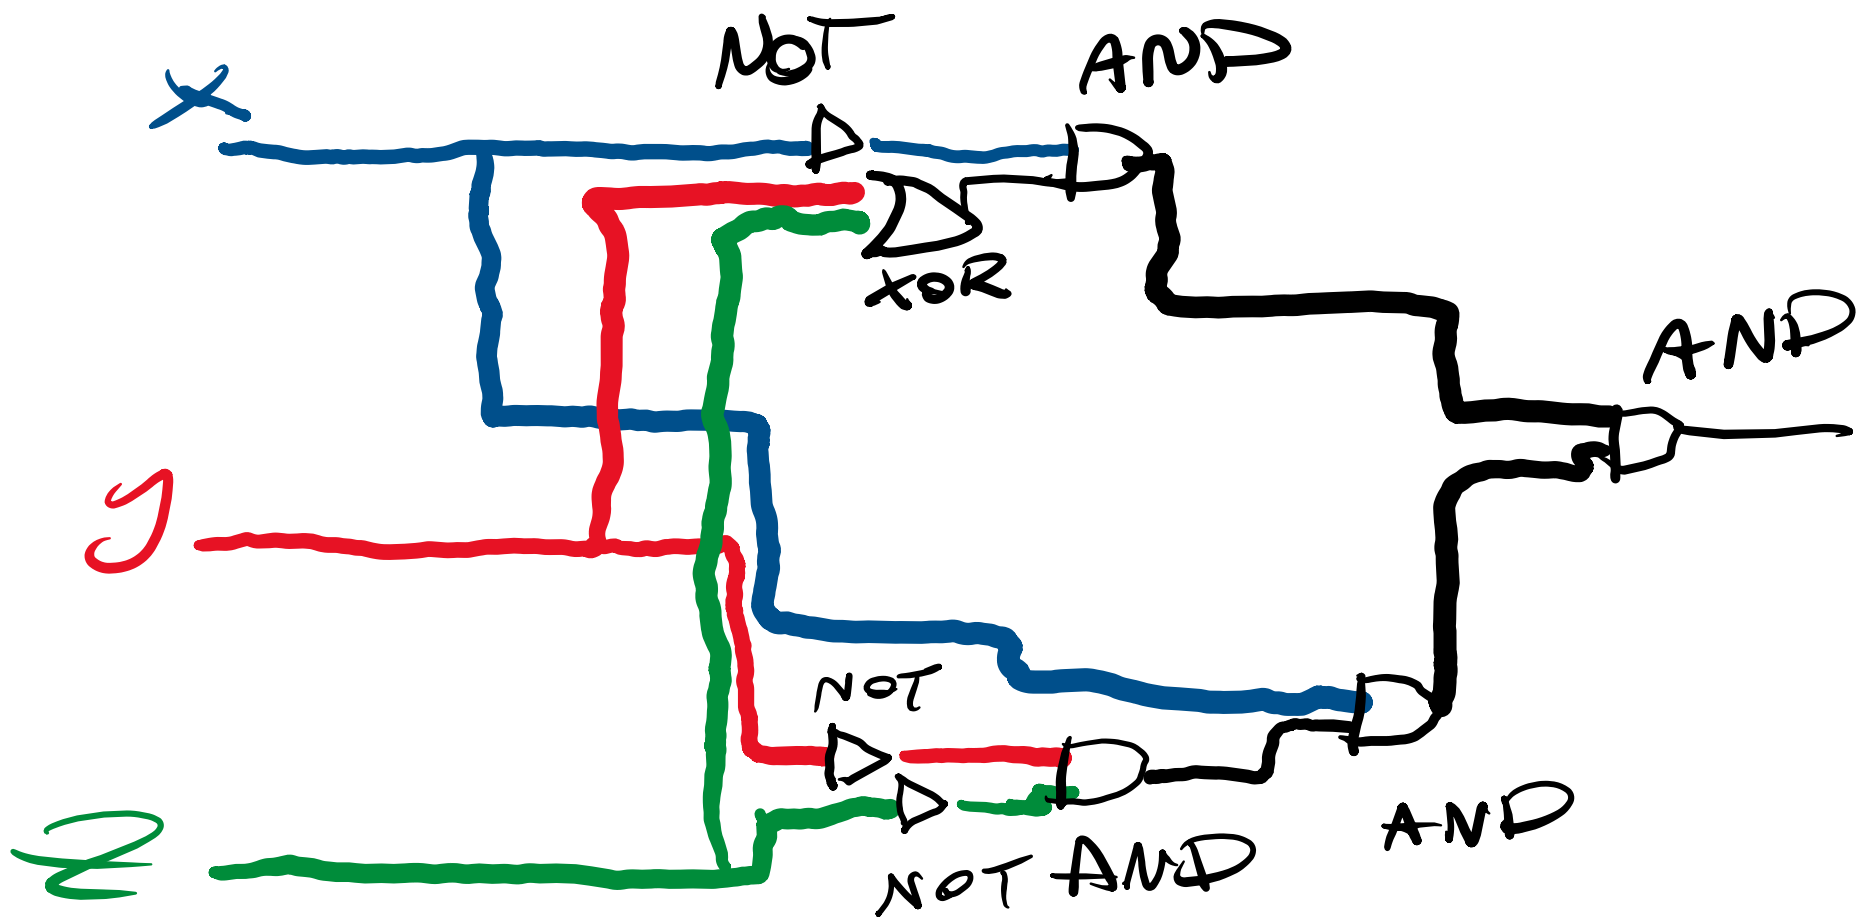 NOT
AND
x
XOR
AND
y
NOT
AND
z
NOT AND